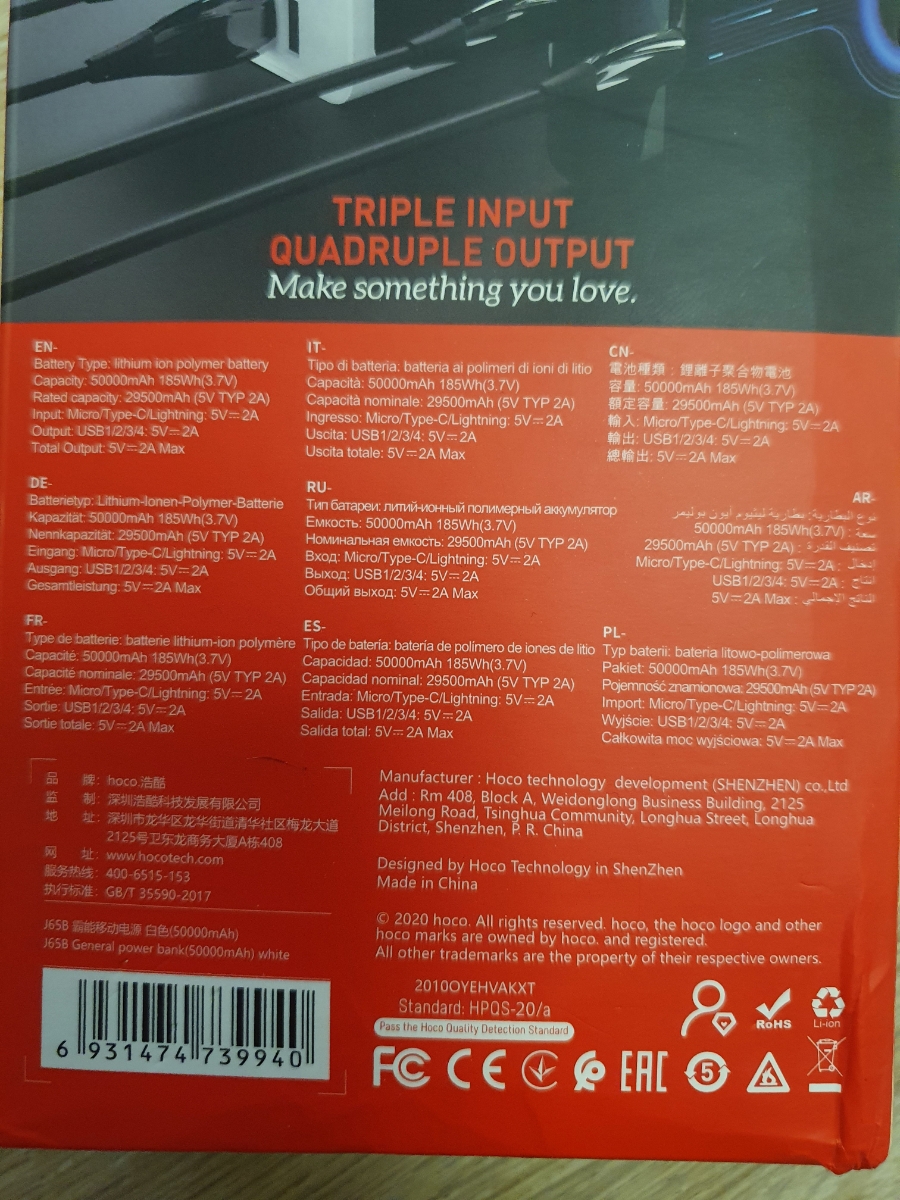 TRIPLE INPUT
QUADRUPLE OUTPUT
Make something you love.
EN-
Battery Type: lithium ion polymer battery
Capacity: 50000mAh 185Wh(3.7V)
Rated capacity: 29500mAh (5V TYP 2A)
Input: Micro/Type-C/Lightning: 5V⎓2A
Output: USB1/2/3/4: 5V⎓2A
Total Output: 5V⎓2A Max
IT-
Tipo di batteria: batteria ai polimeri di ioni di litio
Capacità: 50000mAh 185Wh(3.7V)
Capacità nominale: 29500mAh (5V TYP 2A)
Ingresso: Micro/Type-C/Lightning: 5V⎓2A
Uscita: USB1/2/3/4: 5V⎓2A
Uscita totale: 5V⎓2A Max
CN-
電池種類：鋰離子聚合物電池
容量: 50000mAh 185Wh(3.7V)
額定容量: 29500mAh (5V TYP 2A)
輸入: Micro/Type-C/Lightning: 5V⎓2A
輸出: USB1/2/3/4: 5V⎓2A
總輸出: 5V⎓2A Max
DE-
Batterietyp: Lithium-Ionen-Polymer-Batterie
Kapazität: 50000mAh 185Wh(3.7V)
Nennkapazität: 29500mAh (5V TYP 2A)
Eingang: Micro/Type-C/Lightning: 5V⎓2A
Ausgang: USB1/2/3/4: 5V⎓2A
Gesamtleistung: 5V⎓2A Max
RU-
Тип батареи: литий-ионный полимерный аккумулятор
Емкость: 50000mAh 185Wh(3.7V)
Номинальная емкость: 29500mAh (5V TYP 2A)
Вход: Micro/Type-C/Lightning: 5V⎓2A
Выход: USB1/2/3/4: 5V⎓2A
Общий выход: 5V⎓2A Max
AR-
نوع البطارية: بطارية ليثيوم أيون بوليمر
سعة : 50000mAh 185Wh(3.7V)
تصنيف القدرة : 29500mAh (5V TYP 2A)
إدخال : Micro/Type-C/Lightning: 5V⎓2A
انتاج : USB1/2/3/4: 5V⎓2A
الناتج الاجمالي : 5V⎓2A Max
FR-
Type de batterie: batterie lithium-ion polymère
Capacité: 50000mAh 185Wh(3.7V)
Capacité nominale: 29500mAh (5V TYP 2A)
Entrée: Micro/Type-C/Lightning: 5V⎓2A
Sortie: USB1/2/3/4: 5V⎓2A
Sortie totale: 5V⎓2A Max
ES-
Tipo de batería: batería de polímero de iones de litio
Capacidad: 50000mAh 185Wh(3.7V)
Capacidad nominal: 29500mAh (5V TYP 2A)
Entrada: Micro/Type-C/Lightning: 5V⎓2A
Salida: USB1/2/3/4: 5V⎓2A
Salida total: 5V⎓2A Max
PL-
Typ baterii: bateria litowo-polimerowa
Pakiet: 50000mAh 185Wh(3.7V)
Pojemność znamionowa: 29500mAh (5V TYP 2A)
Import: Micro/Type-C/Lightning: 5V⎓2A
Wyjście: USB1/2/3/4: 5V⎓2A
Całkowita moc wyjściowa: 5V⎓2A Max
品 牌: hoco.浩酷
监 制: 深圳浩酷科技发展有限公司
地 址: 深圳市龙华区龙华街道清华社区梅龙大道
2125号卫东龙商务大厦A栋408
网 址: www.hocotech.com
服务热线: 400-6515-153
执行标准: GB/T 35590-2017
J65B 霸能移动电源 白色(50000mAh)
J65B General power bank(50000mAh) white
6 931474 739940
Manufacturer : Hoco technology development (SHENZHEN) co.,Ltd
Add : Rm 408, Block A, Weidonglong Business Building, 2125
Meilong Road, Tsinghua Community, Longhua Street, Longhua
District, Shenzhen, P. R. China
Designed by Hoco Technology in ShenZhen
Made in China
© 2020 hoco. All rights reserved. hoco, the hoco logo and other
hoco marks are owned by hoco. and registered.
All other trademarks are the property of their respective owners.
2010OYEHVAKXT
Standard: HPQS-20/a
Pass the Hoco Quality Detection Standard
RoHS
Li-ion
FC CE EAC 5